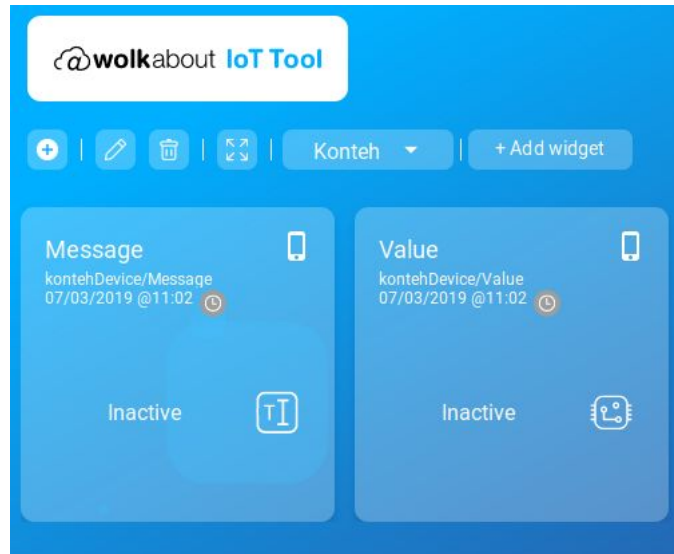 @wolkabout IoT Tool
Konteh
+ Add widget
Message
kontehDevice/Message
07/03/2019 @11:02
Inactive
TI
Value
kontehDevice/Value
07/03/2019 @11:02
Inactive